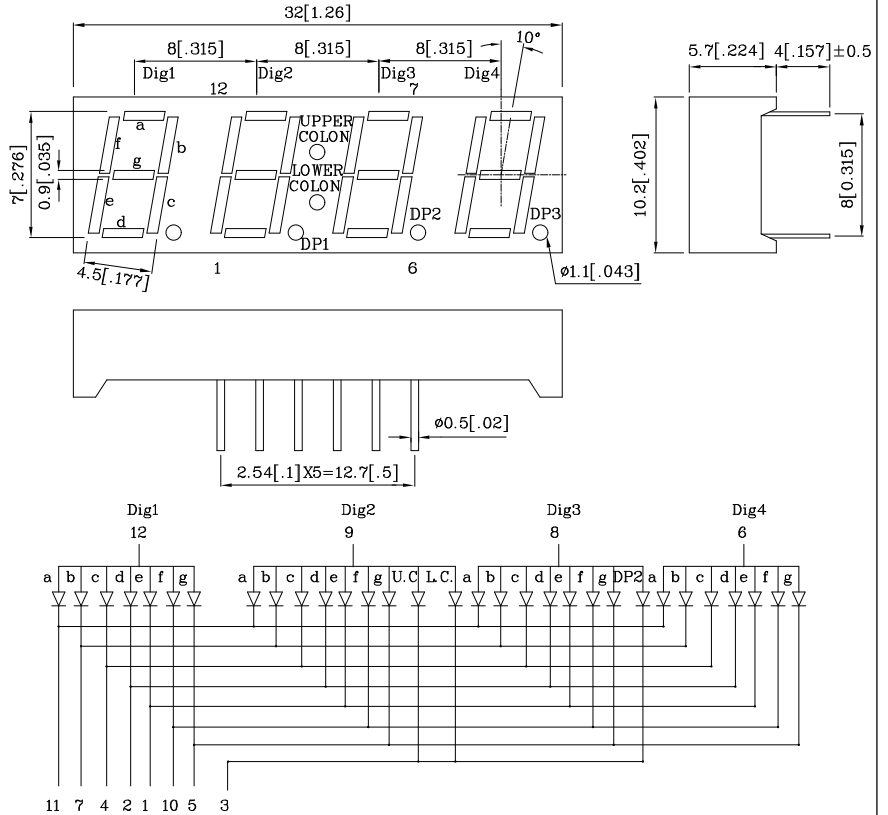 32[1.26]
8[.315] 8[.315] 8[.315] 10°
5.7[.224] 4[.157]±0.5
Dig1 Dig2 Dig3 Dig4
12 7
a UPPER
COLON
f b
7[.276] 0.9[.035] g LOWER
COLON
10.2[.402] 8[0.315]
e c
d DP1 DP2 DP3
4.5[.177] 1 6 ø1.1[.043]
ø0.5[.02]
2.54[.1]X5=12.7[.5]
Dig1 Dig2 Dig3 Dig4
12 9 8 6
a b c d e f g a b c d e f g U.C L.C. a b c d e f g DP2 a b c d e f g
11 7 4 2 1 10 5 3